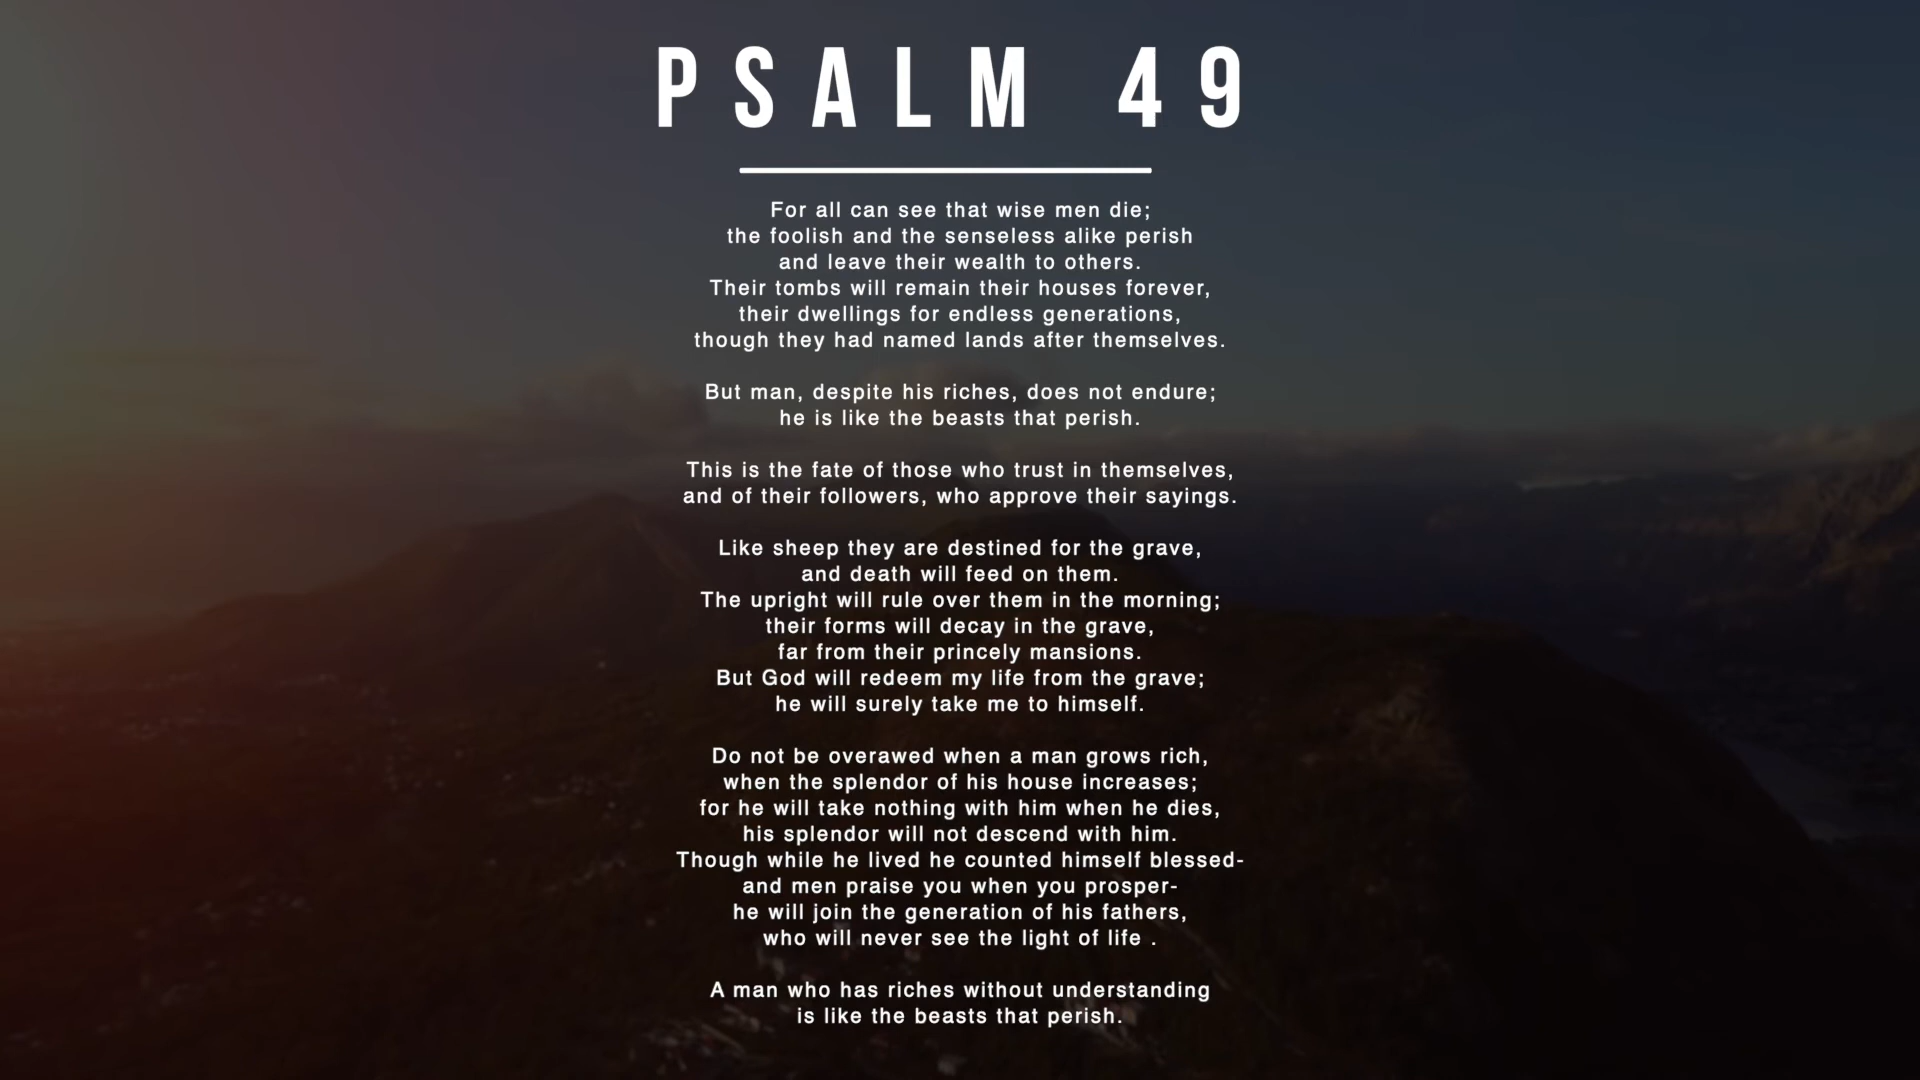 PSALM 49
For all can see that wise men die;
the foolish and the senseless alike perish
and leave their wealth to others.
Their tombs will remain their houses forever,
their dwellings for endless generations,
though they had named lands after themselves.
But man, despite his riches, does not endure;
he is like the beasts that perish.
This is the fate of those who trust in themselves,
and of their followers, who approve their sayings.
Like sheep they are destined for the grave,
and death will feed on them.
The upright will rule over them in the morning;
their forms will decay in the grave,
far from their princely mansions.
But God will redeem my life from the grave;
he will surely take me to himself.
Do not be overawed when a man grows rich,
when the splendor of his house increases;
for he will take nothing with him when he dies,
his splendor will not descend with him.
Though while he lived he counted himself blessed-
and men praise you when you prosper-
he will join the generation of his fathers,
who will never see the light of life .
A man who has riches without understanding
is like the beasts that perish.